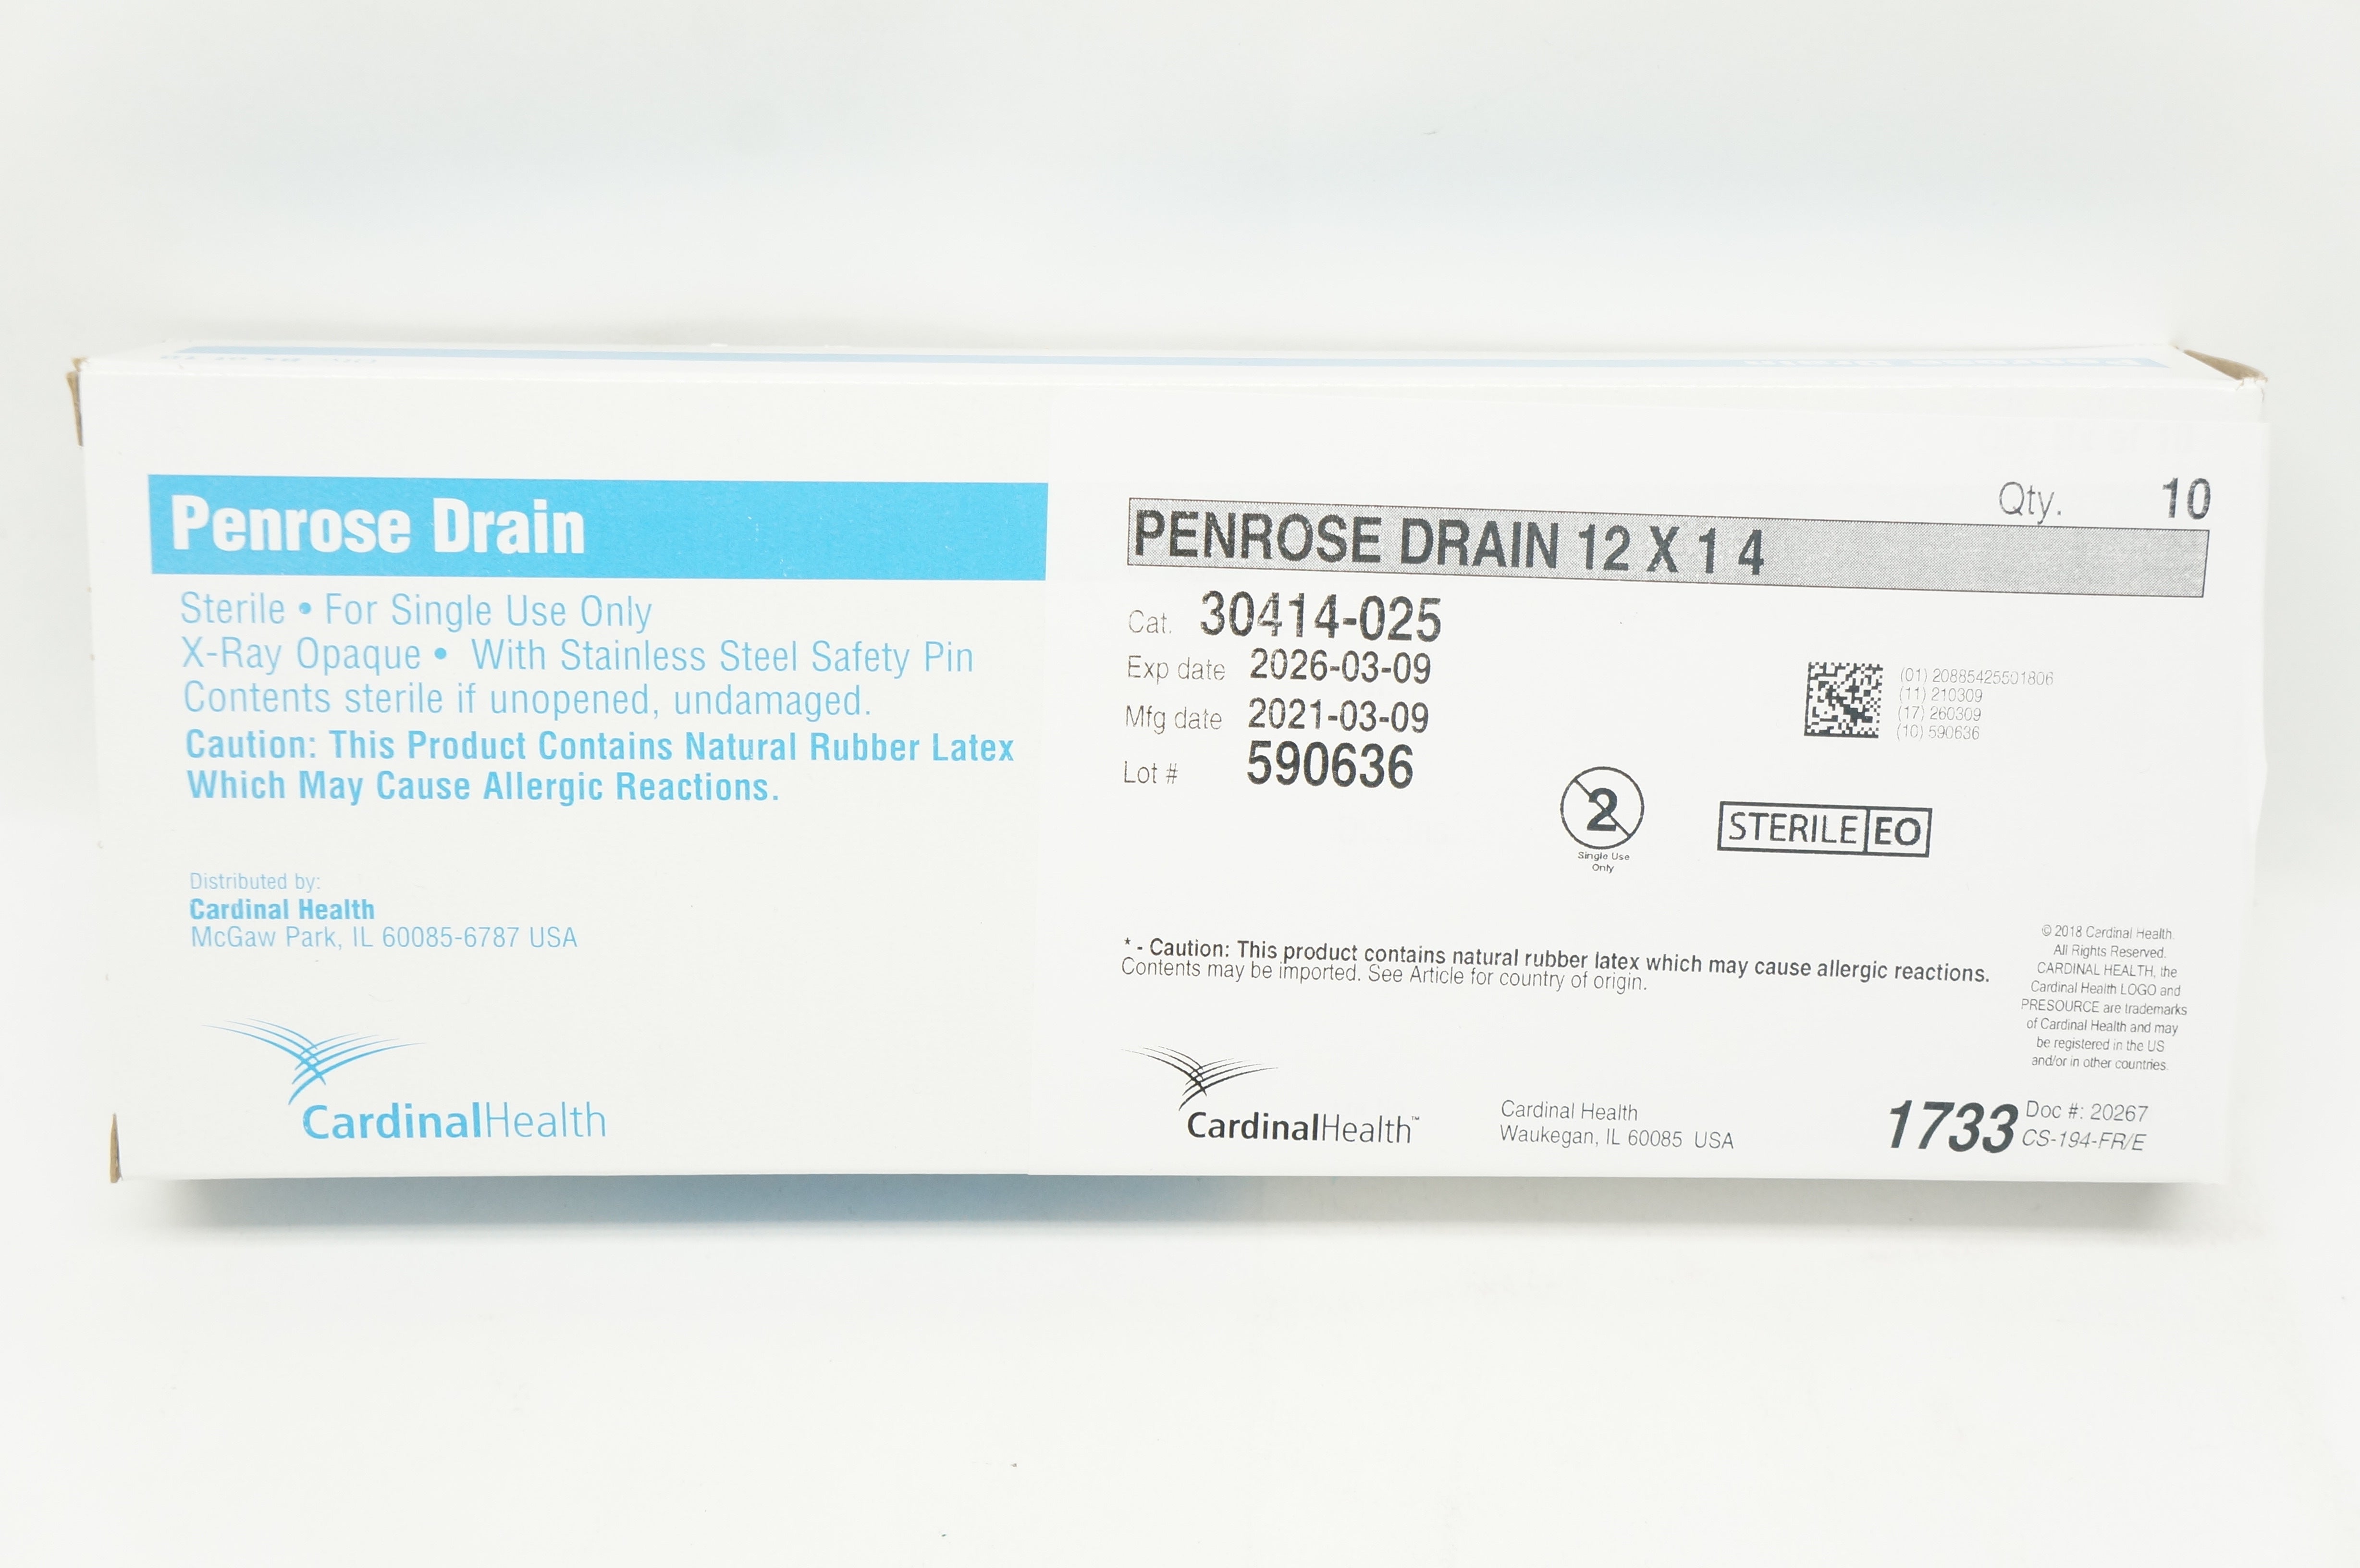 Penrose Drain
Sterile • For Single Use Only
X-Ray Opaque • With Stainless Steel Safety Pin
Contents sterile if unopened, undamaged.
Caution: This Product Contains Natural Rubber Latex
Which May Cause Allergic Reactions.
Distributed by:
Cardinal Health
McGaw Park, IL 60085-6787 USA
CardinalHealth
Qty. 10
PENROSE DRAIN 12 X 1 4
Cat. 30414-025
Exp date 2026-03-09
Mfg date 2021-03-09
Lot # 590636
(01) 20885425501806
(11) 210309
(17) 260309
(10) 590636
2
Single Use
Only
STERILE EO
* - Caution: This product contains natural rubber latex which may cause allergic reactions.
Contents may be imported. See Article for country of origin.
© 2018 Cardinal Health.
All Rights Reserved.
CARDINAL HEALTH, the
Cardinal Health LOGO and
PRESOURCE are trademarks
of Cardinal Health and may
be registered in the US
and/or in other countries.
CardinalHealth™
Cardinal Health
Waukegan, IL 60085 USA
1733
Doc #: 20267
CS-194-FR/E